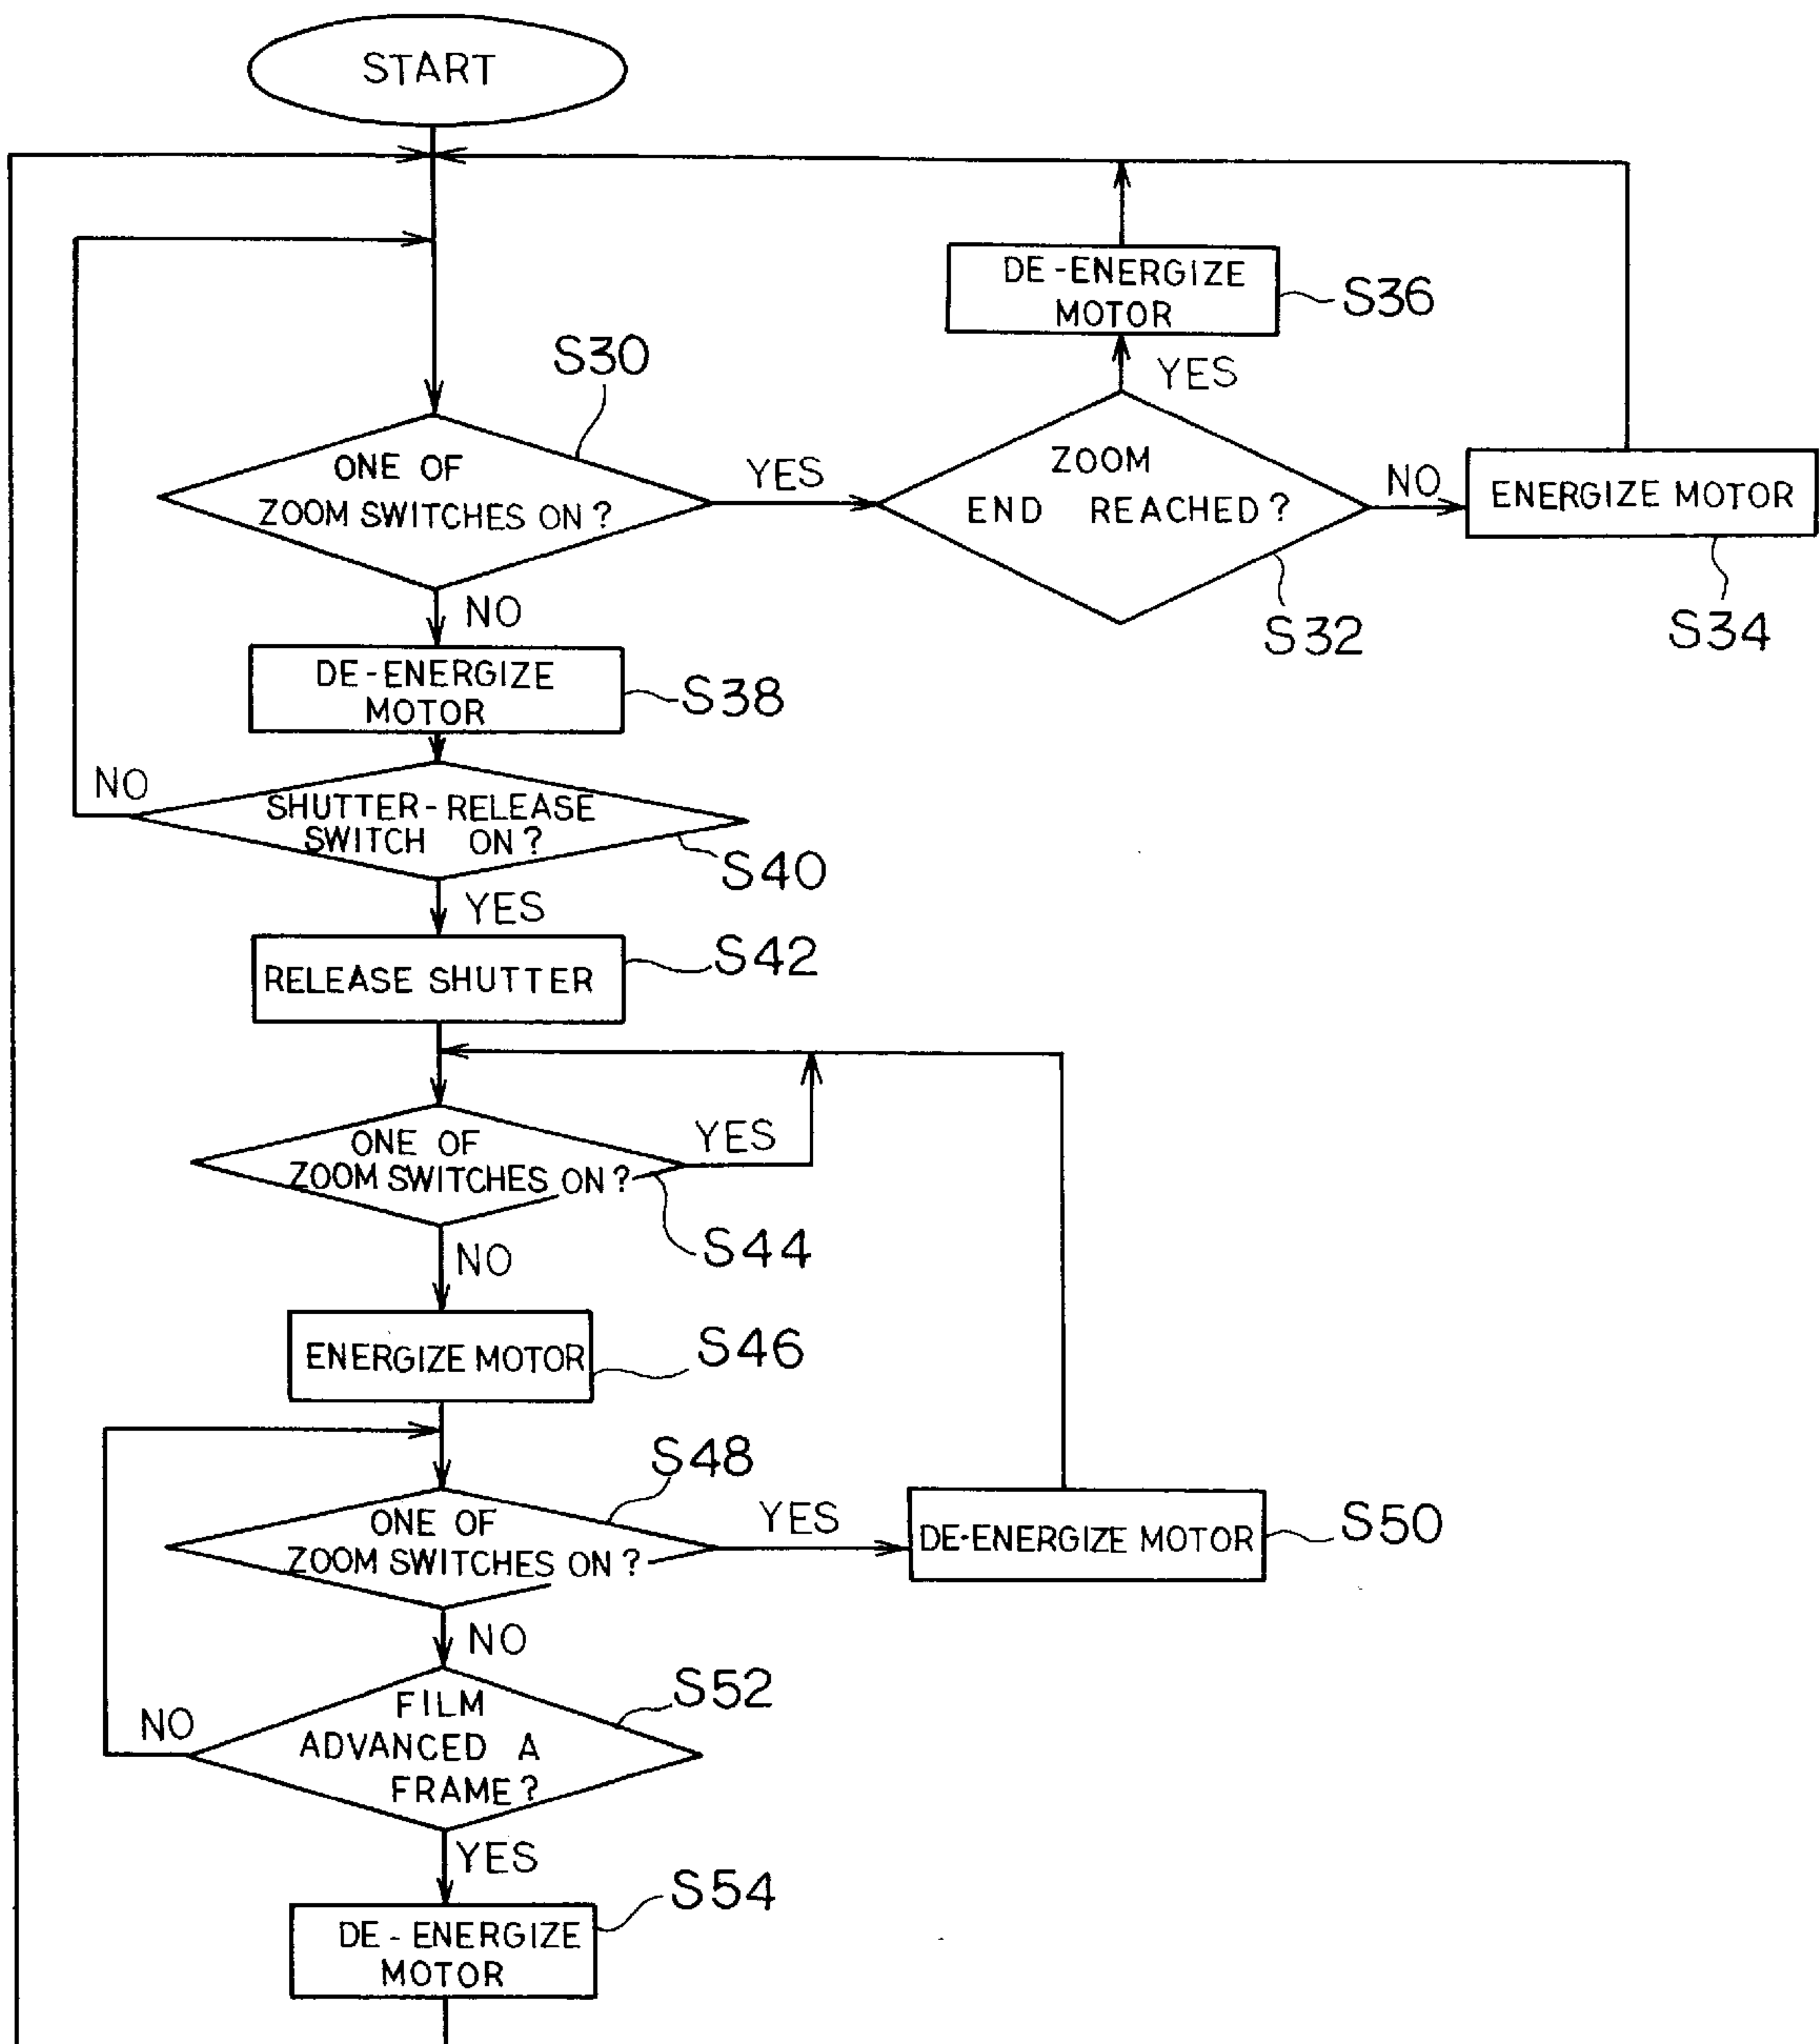 START
DE-ENERGIZE
MOTOR
S36
S30
YES
ONE OF
ZOOM SWITCHES ON?
YES
ZOOM
END REACHED?
NO
ENERGIZE MOTOR
S32
S34
NO
DE-ENERGIZE
MOTOR
S38
NO
SHUTTER-RELEASE
SWITCH ON?
S40
YES
RELEASE SHUTTER
S42
ONE OF
ZOOM SWITCHES ON?
YES
S44
NO
ENERGIZE MOTOR
S46
S48
ONE OF
ZOOM SWITCHES ON?
YES
DE-ENERGIZE MOTOR
S50
NO
S52
NO
FILM
ADVANCED A
FRAME?
YES
S54
DE-ENERGIZE
MOTOR